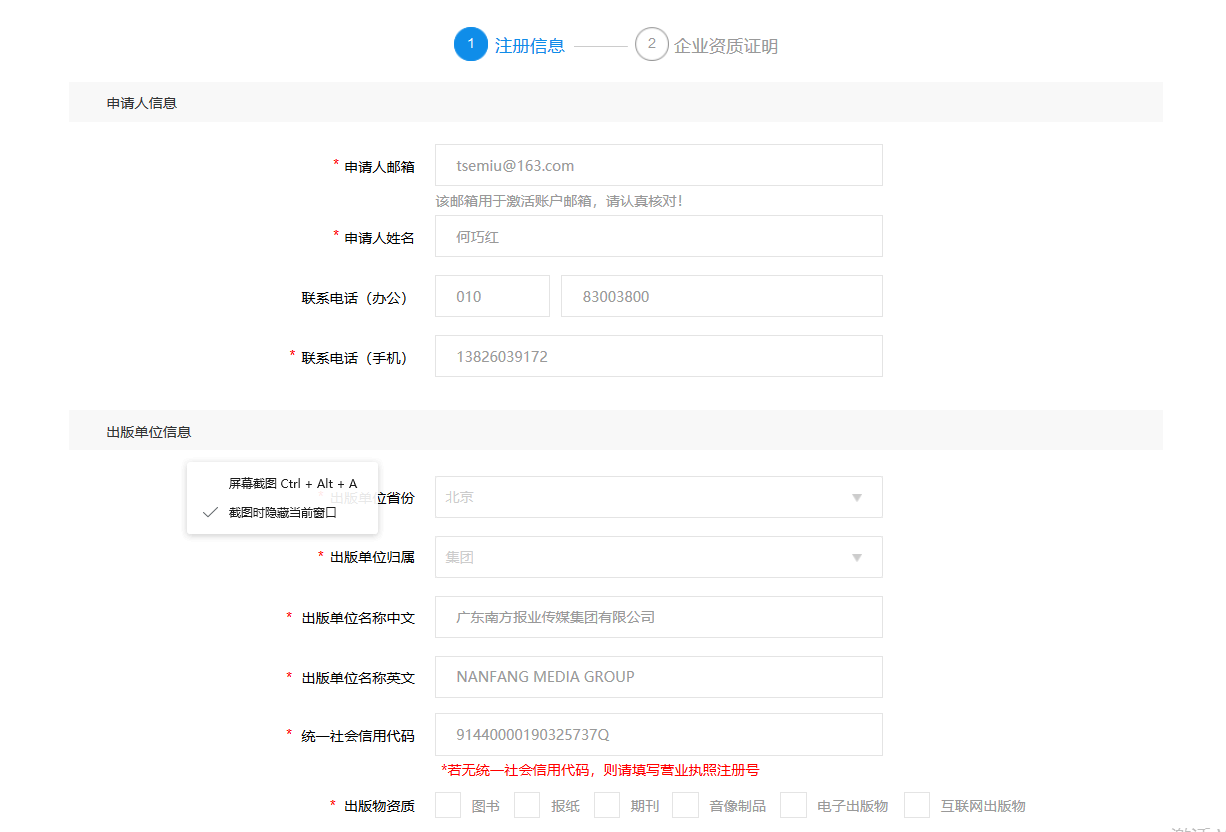 1 注册信息 2 企业资质证明
申请人信息
* 申请人邮箱 tsemiu@163.com
该邮箱用于激活账户邮箱，请认真核对！
* 申请人姓名 何巧红
联系电话（办公） 010 83003800
* 联系电话（手机） 13826039172
出版单位信息
屏幕截图 Ctrl + Alt + A
* 出版单位省份 北京
截图时隐藏当前窗口
* 出版单位归属 集团
* 出版单位名称中文 广东南方报业传媒集团有限公司
* 出版单位名称英文 NANFANG MEDIA GROUP
* 统一社会信用代码 91440000190325737Q
*若无统一社会信用代码，则请填写营业执照注册号
* 出版物资质 图书 报纸 期刊 音像制品 电子出版物 互联网出版物